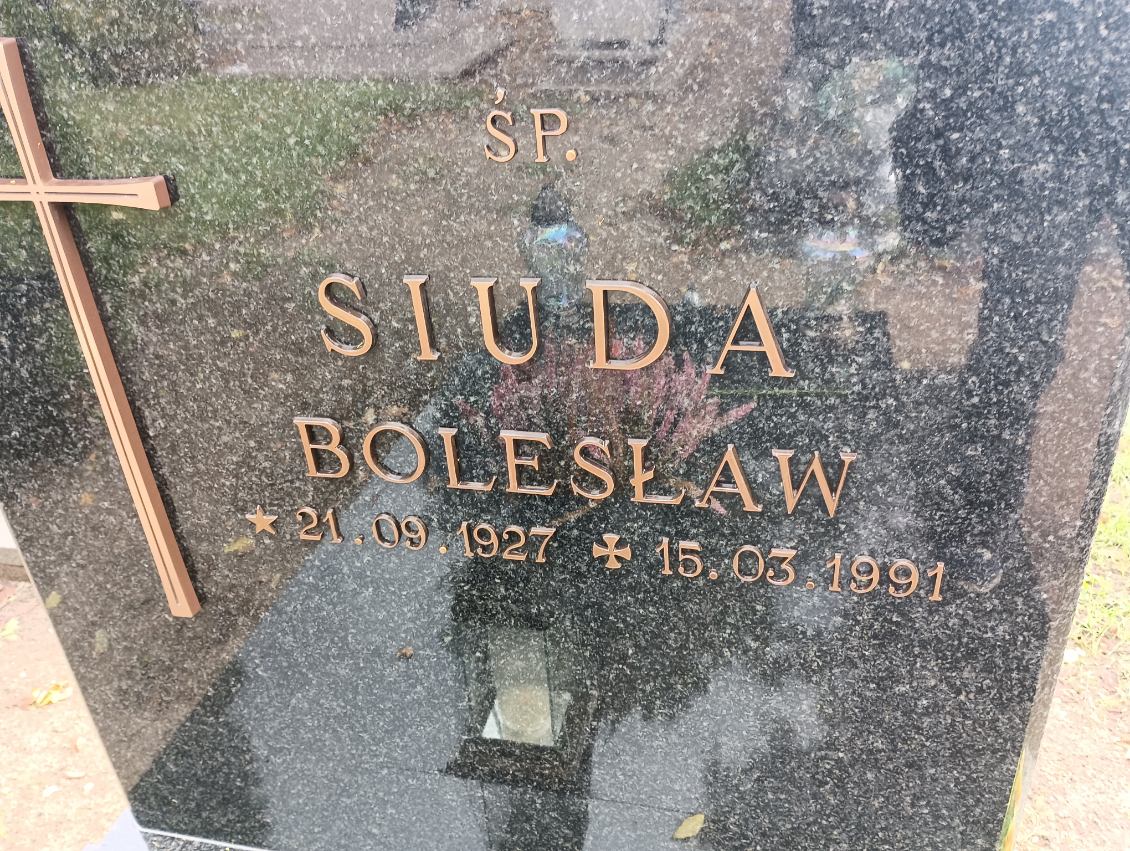 ŚP.
SIUDA
BOLESŁAW
★ 21.09.1927 ✠ 15.03.1991